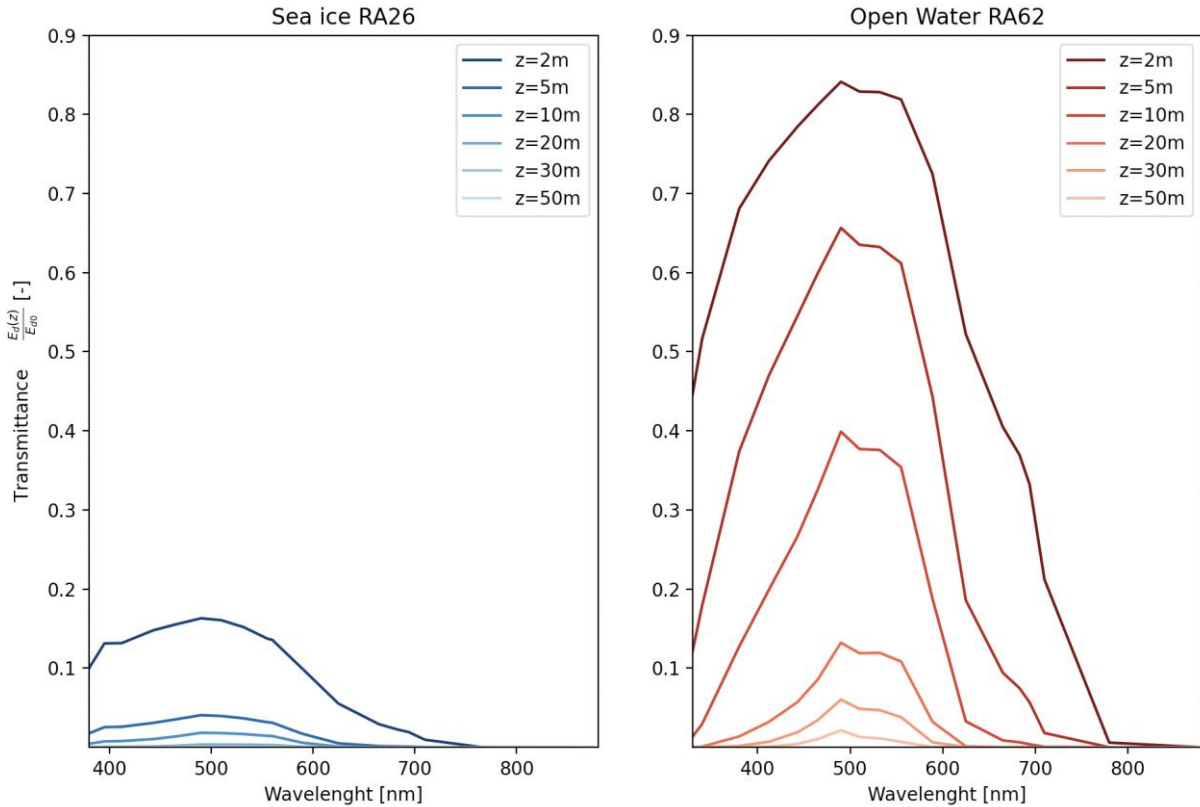 Sea ice RA26
0.9
0.8
0.7
0.6
0.5
0.4
0.3
0.2
0.1
Transmittance E_d(z)/E_{d0} [-]
z=2m
z=5m
z=10m
z=20m
z=30m
z=50m
400 500 600 700 800
Wavelenght [nm]
Open Water RA62
0.9
0.8
0.7
0.6
0.5
0.4
0.3
0.2
0.1
z=2m
z=5m
z=10m
z=20m
z=30m
z=50m
400 500 600 700 800
Wavelenght [nm]